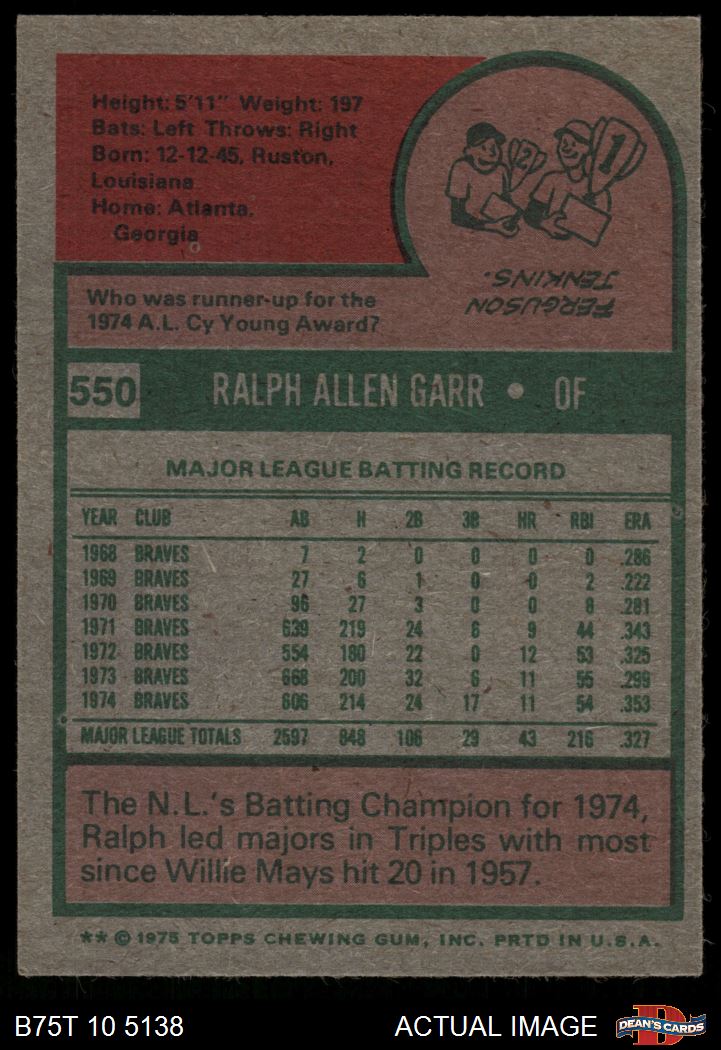 Height: 5'11" Weight: 197
Bats: Left Throws: Right
Born: 12-12-45, Ruston,
Louisiana
Home: Atlanta,
Georgia
2 1
FERGUSON
JENKINS.
Who was runner-up for the
1974 A.L. Cy Young Award?
550 RALPH ALLEN GARR • OF
MAJOR LEAGUE BATTING RECORD
YEAR CLUB AB H 2B 3B HR RBI ERA
1968 BRAVES 7 2 0 0 0 0 .286
1969 BRAVES 27 6 1 0 0 2 .222
1970 BRAVES 96 27 3 0 0 8 .281
1971 BRAVES 639 219 24 6 9 44 .343
1972 BRAVES 554 180 22 0 12 53 .325
1973 BRAVES 668 200 32 6 11 55 .299
1974 BRAVES 606 214 24 17 11 54 .353
MAJOR LEAGUE TOTALS 2597 848 106 29 43 216 .327
The N.L.'s Batting Champion for 1974,
Ralph led majors in Triples with most
since Willie Mays hit 20 in 1957.
** © 1975 TOPPS CHEWING GUM, INC. PRTD IN U.S.A.
B75T 10 5138 ACTUAL IMAGE D DEAN'S CARDS